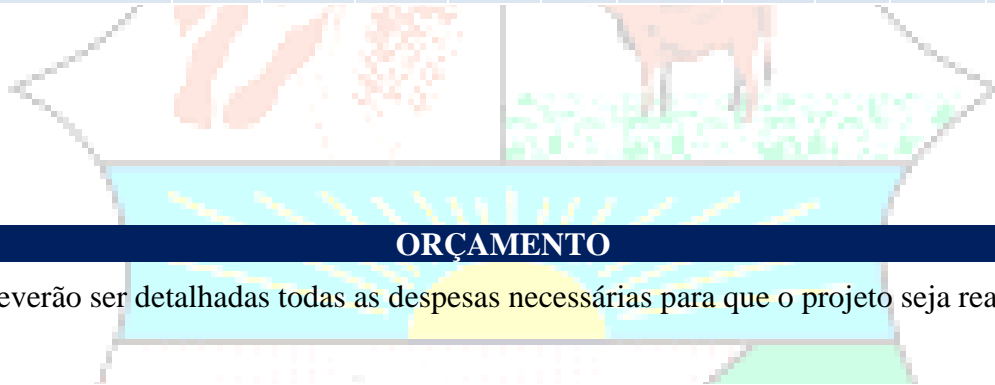 ORÇAMENTO
everão ser detalhadas todas as despesas necessárias para que o projeto seja rea